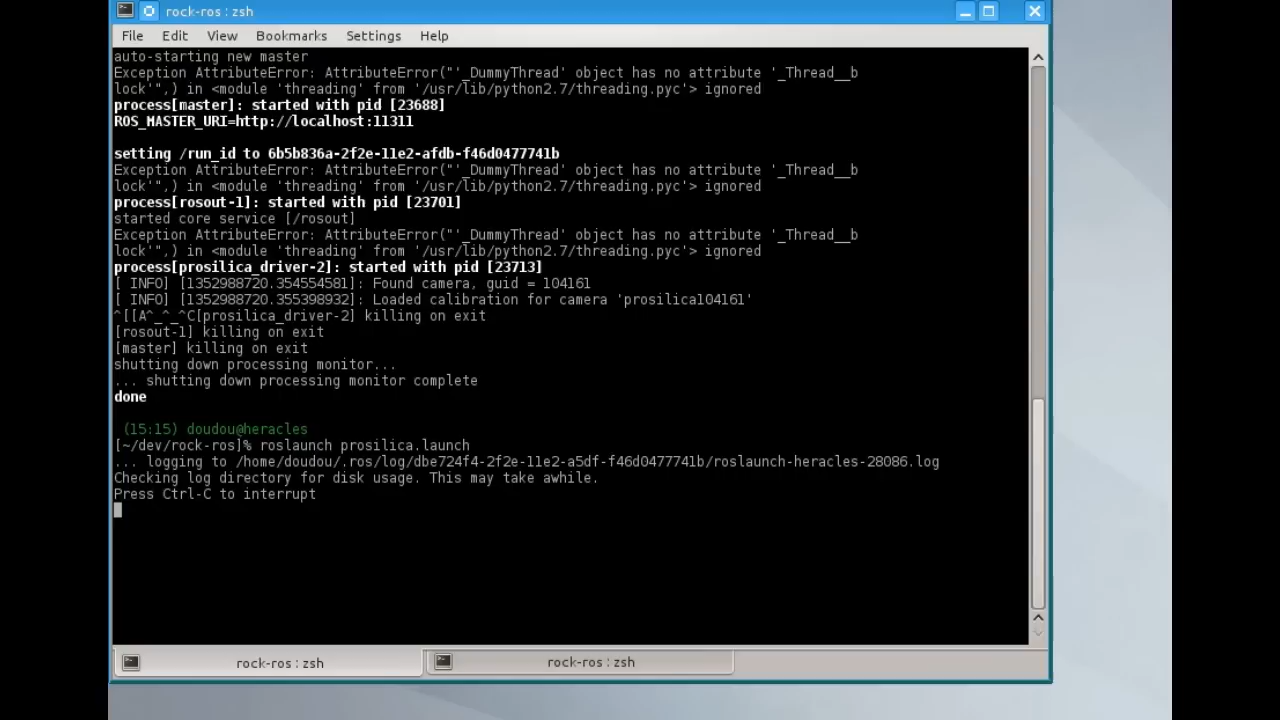 rock-ros : zsh
File Edit View Bookmarks Settings Help
auto-starting new master
Exception AttributeError: AttributeError("'_DummyThread' object has no attribute '_Thread__b
lock'",) in <module 'threading' from '/usr/lib/python2.7/threading.pyc'> ignored
process[master]: started with pid [23688]
ROS_MASTER_URI=http://localhost:11311
setting /run_id to 6b5b836a-2f2e-11e2-afdb-f46d0477741b
Exception AttributeError: AttributeError("'_DummyThread' object has no attribute '_Thread__b
lock'",) in <module 'threading' from '/usr/lib/python2.7/threading.pyc'> ignored
process[rosout-1]: started with pid [23701]
started core service [/rosout]
Exception AttributeError: AttributeError("'_DummyThread' object has no attribute '_Thread__b
lock'",) in <module 'threading' from '/usr/lib/python2.7/threading.pyc'> ignored
process[prosilica_driver-2]: started with pid [23713]
[ INFO] [1352988720.354554581]: Found camera, guid = 104161
[ INFO] [1352988720.355398932]: Loaded calibration for camera 'prosilica104161'
^[[A^_^_^C[prosilica_driver-2] killing on exit
[rosout-1] killing on exit
[master] killing on exit
shutting down processing monitor...
... shutting down processing monitor complete
done
(15:15) doudou@heracles
[~/dev/rock-ros]% roslaunch prosilica.launch
... logging to /home/doudou/.ros/log/dbe724f4-2f2e-11e2-a5df-f46d0477741b/roslaunch-heracles-28086.log
Checking log directory for disk usage. This may take awhile.
Press Ctrl-C to interrupt
rock-ros : zsh
rock-ros : zsh